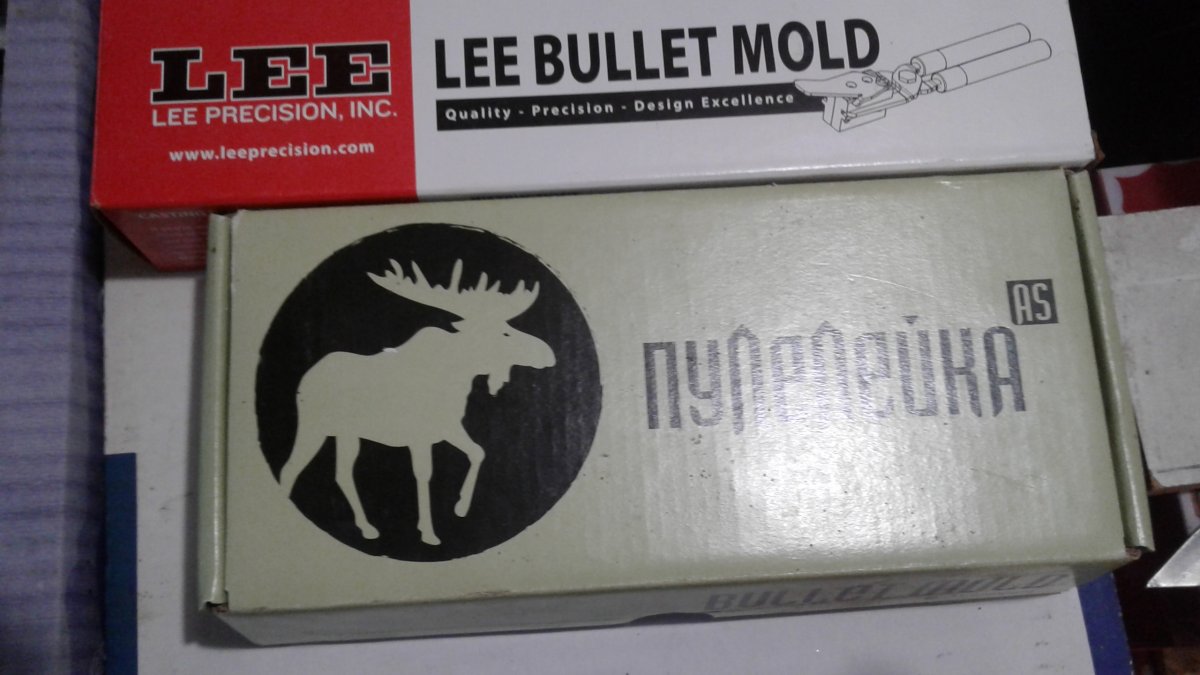 LEE
LEE PRECISION, INC.
www.leeprecision.com
LEE BULLET MOLD
Quality - Precision - Design Excellence
AS
ПУЛЕЛЕЙКА
BULLET MOLD